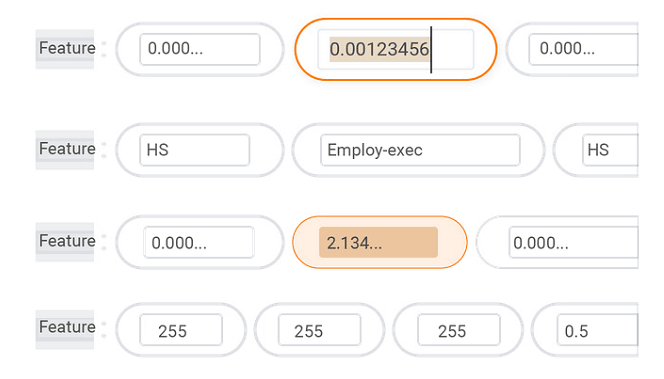 Feature : 0.000... 0.00123456 0.000...
Feature : HS Employ-exec HS
Feature : 0.000... 2.134... 0.000...
Feature : 255 255 255 0.5